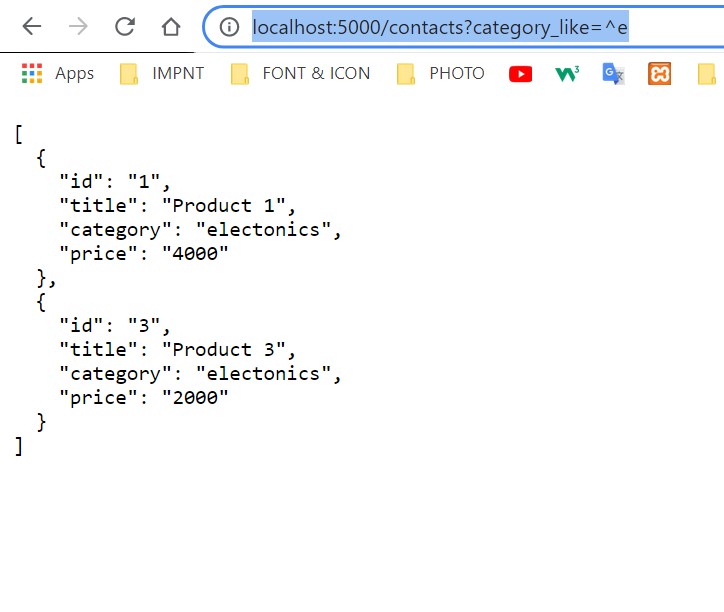 localhost:5000/contacts?category_like=^e
Apps IMPNT FONT & ICON PHOTO
[
  {
    "id": "1",
    "title": "Product 1",
    "category": "electonics",
    "price": "4000"
  },
  {
    "id": "3",
    "title": "Product 3",
    "category": "electonics",
    "price": "2000"
  }
]